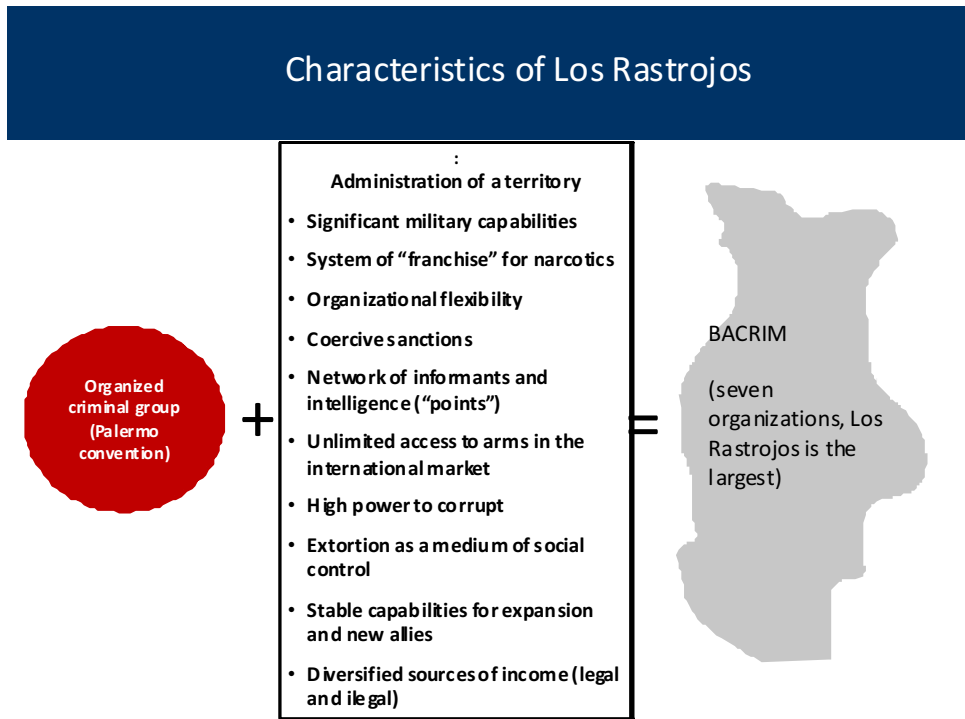 Characteristics of Los Rastrojos
:
Administration of a territory
• Significant military capabilities
• System of “franchise” for narcotics
• Organizational flexibility
• Coercive sanctions
• Network of informants and
intelligence (“points”)
• Unlimited access to arms in the
international market
• High power to corrupt
• Extortion as a medium of social
control
• Stable capabilities for expansion
and new allies
• Diversified sources of income (legal
and ilegal)
Organized
criminal group
(Palermo
convention)
+
=
BACRIM
(seven
organizations, Los
Rastrojos is the
largest)